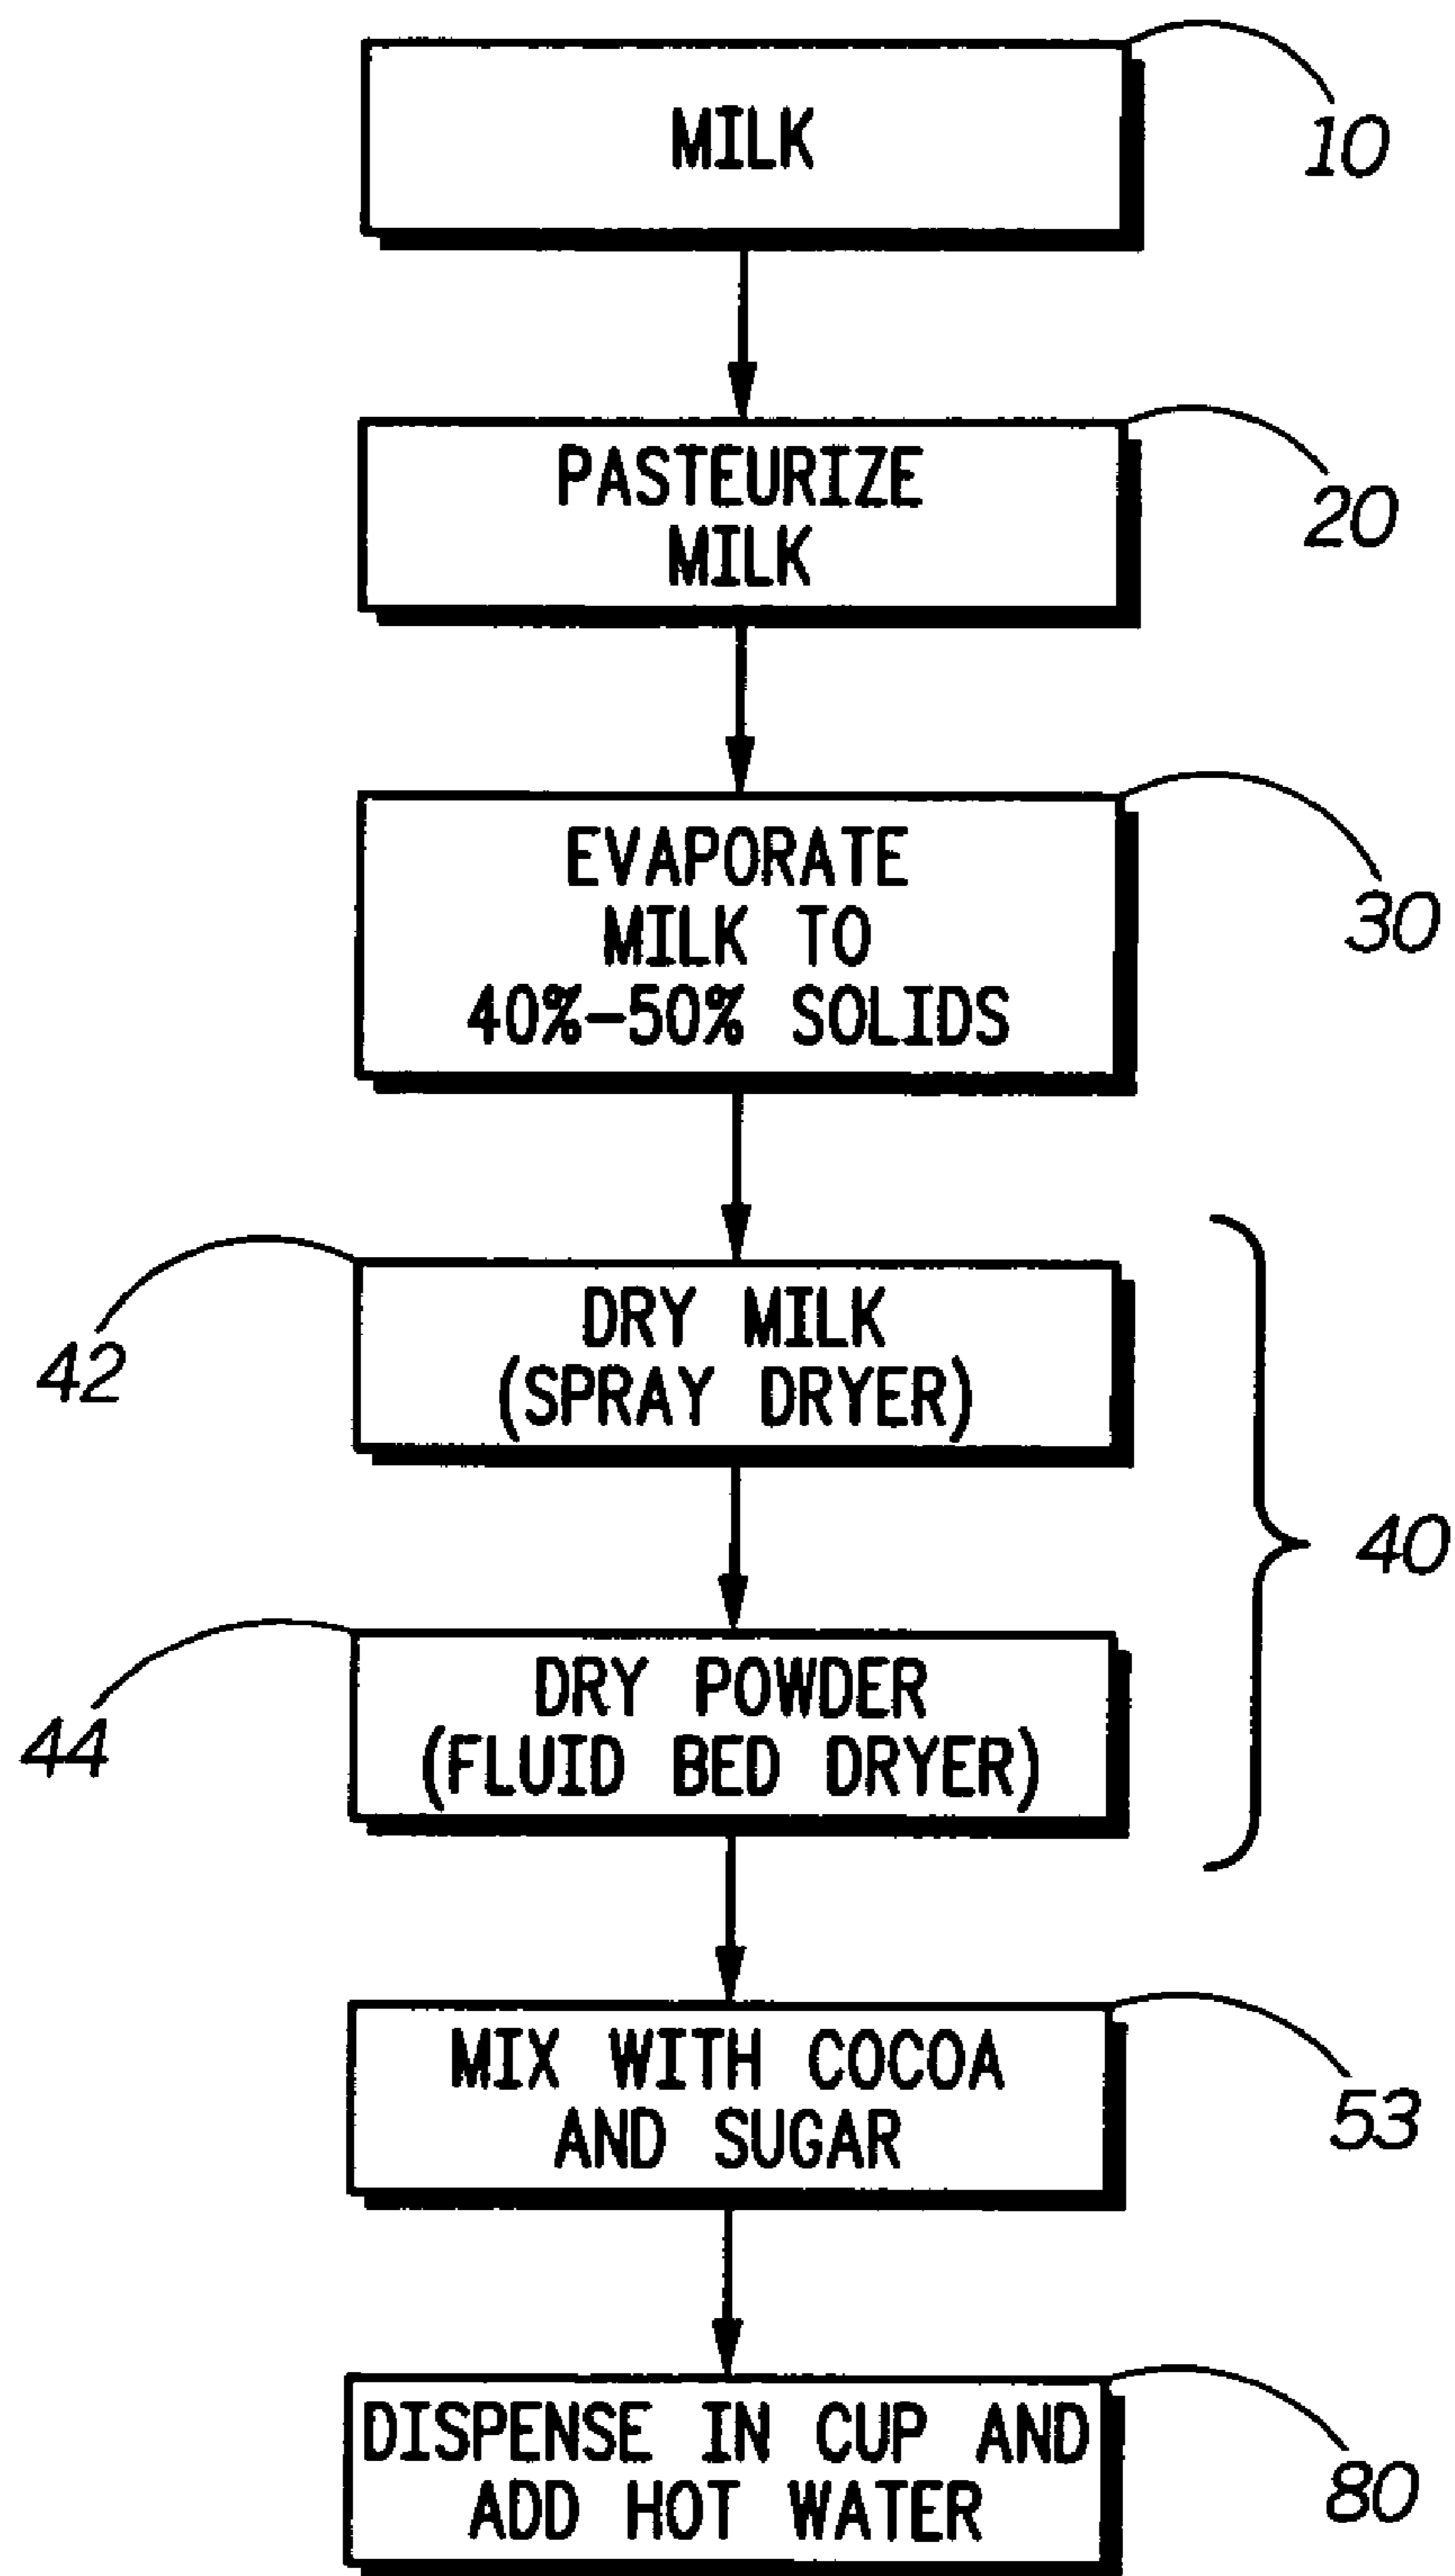 MILK
10
PASTEURIZE
MILK
20
EVAPORATE
MILK TO
40%-50% SOLIDS
30
DRY MILK
(SPRAY DRYER)
42
40
DRY POWDER
(FLUID BED DRYER)
44
MIX WITH COCOA
AND SUGAR
53
DISPENSE IN CUP AND
ADD HOT WATER
80